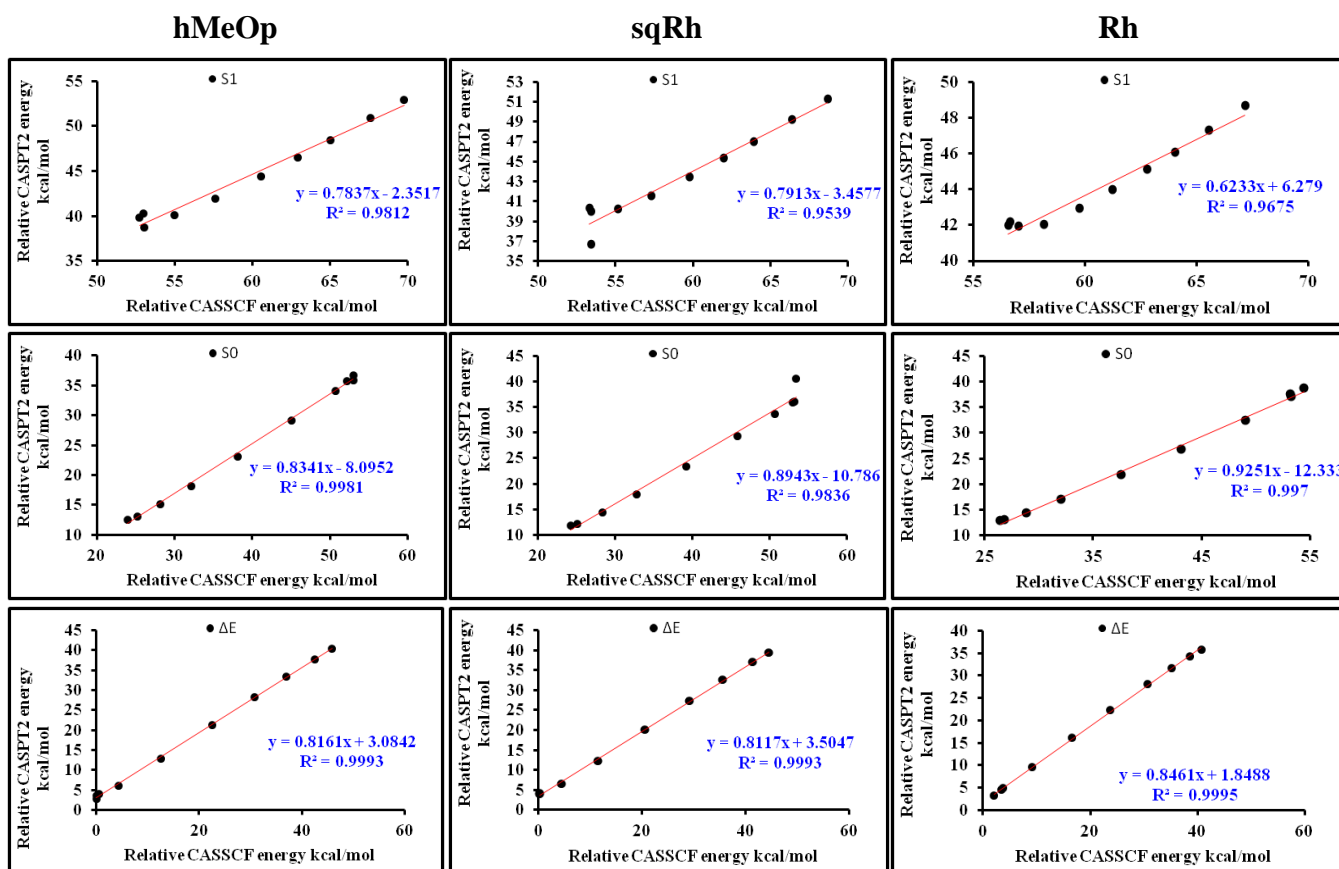 hMeOp sqRh Rh
S1
Relative CASPT2 energy
kcal/mol
55
50
45
40
35
y = 0.7837x - 2.3517
R² = 0.9812
50 55 60 65 70
Relative CASSCF energy kcal/mol
S1
Relative CASPT2 energy
kcal/mol
53
51
49
47
45
43
41
39
37
35
y = 0.7913x - 3.4577
R² = 0.9539
50 55 60 65 70
Relative CASSCF energy kcal/mol
S1
Relative CASPT2 energy
kcal/mol
50
48
46
44
42
40
y = 0.6233x + 6.279
R² = 0.9675
55 60 65 70
Relative CASSCF energy kcal/mol
S0
Relative CASPT2 energy
kcal/mol
40
35
30
25
20
15
10
y = 0.8341x - 8.0952
R² = 0.9981
20 30 40 50 60
Relative CASSCF energy kcal/mol
S0
Relative CASPT2 energy
kcal/mol
45
40
35
30
25
20
15
10
y = 0.8943x - 10.786
R² = 0.9836
20 30 40 50 60
Relative CASSCF energy kcal/mol
S0
Relative CASPT2 energy
kcal/mol
45
40
35
30
25
20
15
10
y = 0.9251x - 12.333
R² = 0.997
25 35 45 55
Relative CASSCF energy kcal/mol
ΔE
Relative CASPT2 energy
kcal/mol
45
40
35
30
25
20
15
10
5
0
y = 0.8161x + 3.0842
R² = 0.9993
0 20 40 60
Relative CASSCF energy kcal/mol
ΔE
Relative CASPT2 energy
kcal/mol
45
40
35
30
25
20
15
10
5
0
y = 0.8117x + 3.5047
R² = 0.9993
0 20 40 60
Relative CASSCF energy kcal/mol
ΔE
Relative CASPT2 energy
kcal/mol
40
35
30
25
20
15
10
5
0
y = 0.8461x + 1.8488
R² = 0.9995
0 20 40 60
Relative CASSCF energy kcal/mol